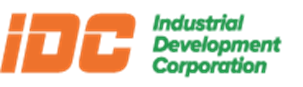 IDC
Industrial
Development
Corporation